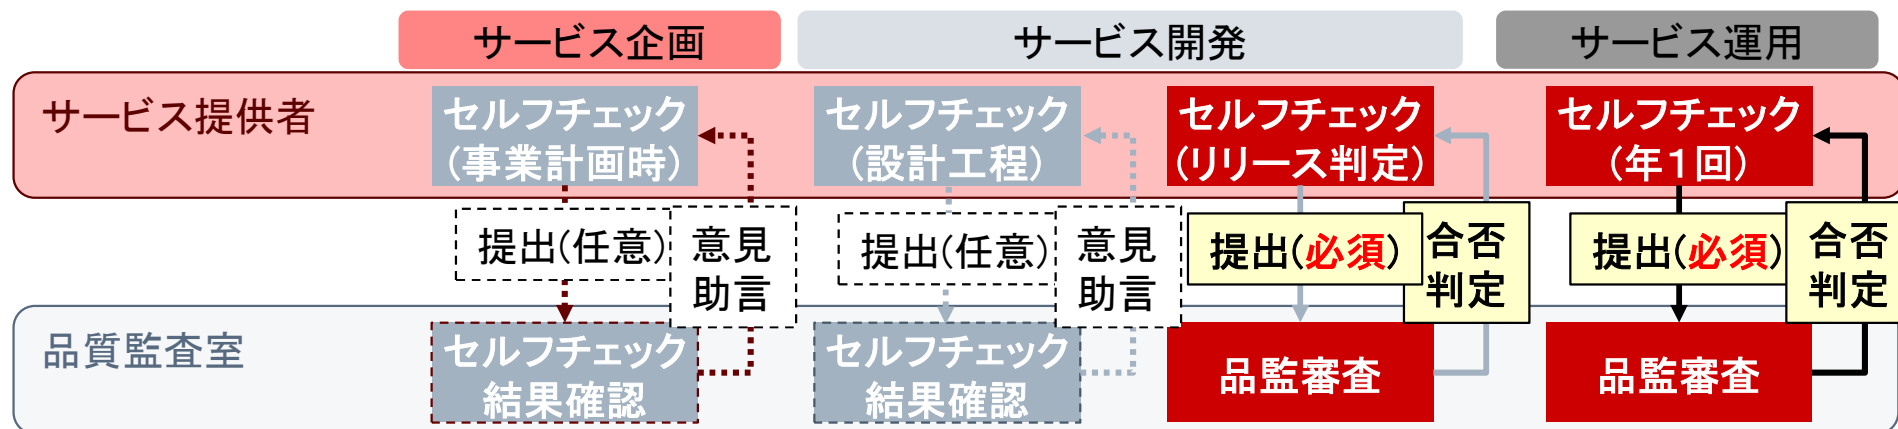 サービス企画
サービス開発
サービス運用
サービス提供者
セルフチェック
(事業計画時)
セルフチェック
(設計工程)
セルフチェック
(リリース判定)
セルフチェック
(年1回)
提出(任意)
意見
助言
提出(任意)
意見
助言
提出(必須)
合否
判定
提出(必須)
合否
判定
品質監査室
セルフチェック
結果確認
セルフチェック
結果確認
品監審査
品監審査